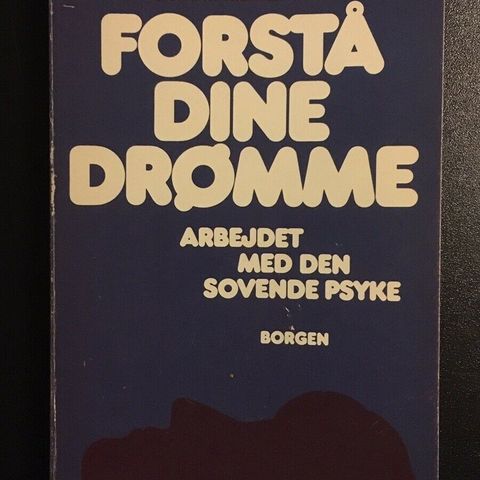 FORSTÅ
DINE
DRØMME
ARBEJDET
MED DEN
SOVENDE PSYKE
BORGEN